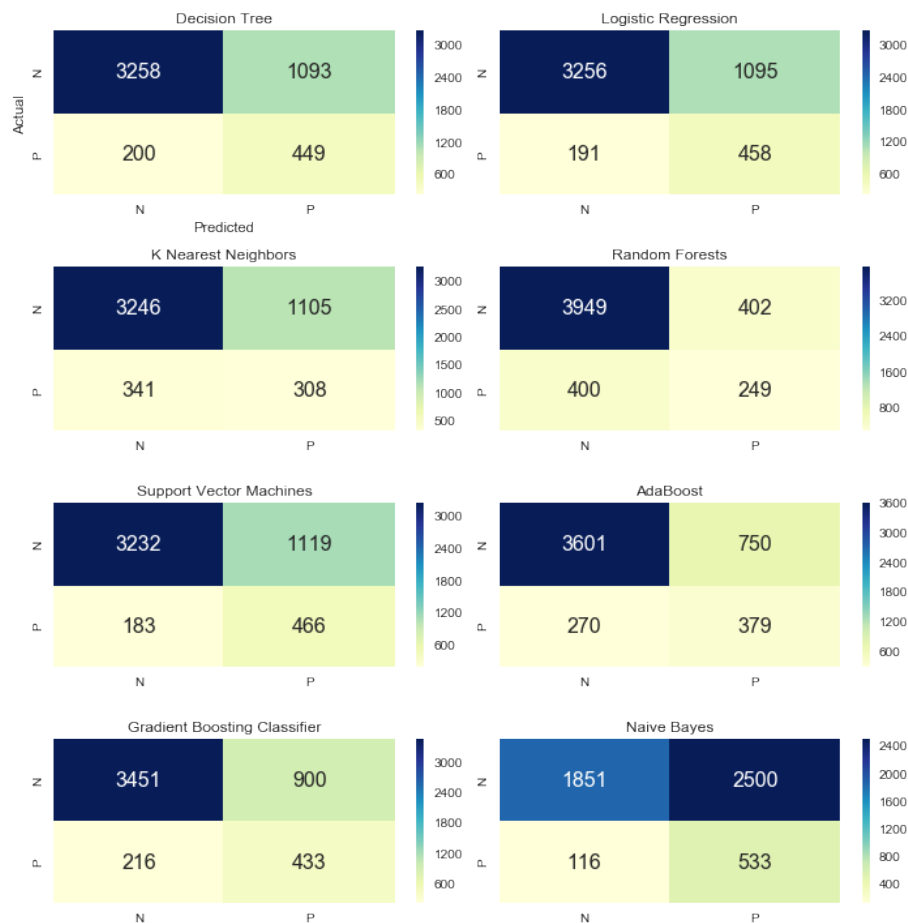 Decision Tree
N
3258 1093
Actual
P
200 449
N P
Predicted
3000
2400
1800
1200
600
Logistic Regression
N
3256 1095
P
191 458
N P
3000
2400
1800
1200
600
K Nearest Neighbors
N
3246 1105
P
341 308
N P
3000
2500
2000
1500
1000
500
Random Forests
N
3949 402
P
400 249
N P
3200
2400
1600
800
Support Vector Machines
N
3232 1119
P
183 466
N P
3000
2400
1800
1200
600
AdaBoost
N
3601 750
P
270 379
N P
3600
3000
2400
1800
1200
600
Gradient Boosting Classifier
N
3451 900
P
216 433
N P
3000
2400
1800
1200
600
Naive Bayes
N
1851 2500
P
116 533
N P
2400
2000
1600
1200
800
400